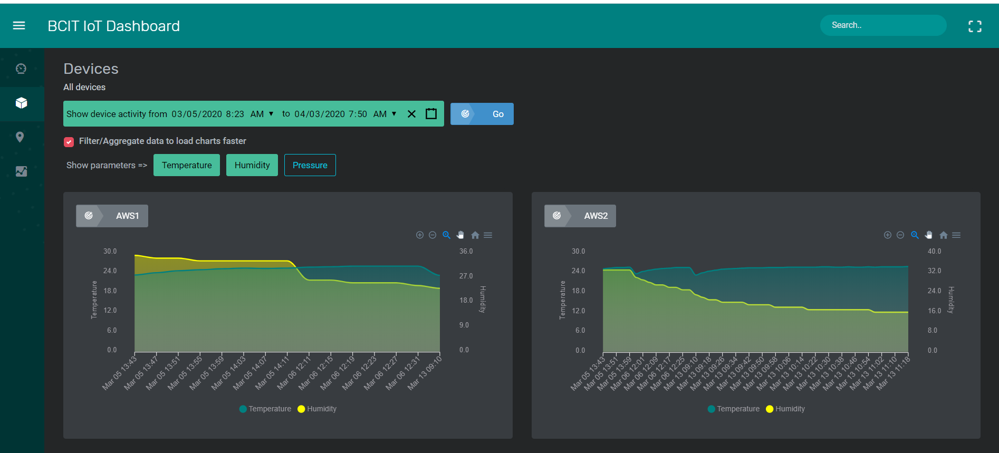 BCIT IoT Dashboard
Search..
Devices
All devices
Show device activity from 03/05/2020 8:23 AM to 04/03/2020 7:50 AM
Go
Filter/Aggregate data to load charts faster
Show parameters => Temperature Humidity Pressure
AWS1
30.0
24.0
18.0
12.0
6.0
0.0
Temperature
36.0
27.0
18.0
9.0
0.0
Humidity
Mar 05 13:43
Mar 05 13:47
Mar 05 13:51
Mar 05 13:55
Mar 05 13:59
Mar 05 14:03
Mar 05 14:07
Mar 05 14:11
Mar 06 12:11
Mar 06 12:15
Mar 06 12:19
Mar 06 12:23
Mar 06 12:27
Mar 06 12:31
Mar 13 09:10
Temperature Humidity
AWS2
30.0
24.0
18.0
12.0
6.0
0.0
Temperature
40.0
32.0
24.0
16.0
8.0
0.0
Humidity
Mar 05 13:43
Mar 05 13:51
Mar 05 13:59
Mar 06 12:01
Mar 06 12:09
Mar 06 12:17
Mar 06 12:25
Mar 13 09:10
Mar 13 09:18
Mar 13 09:26
Mar 13 09:34
Mar 13 09:42
Mar 13 09:50
Mar 13 09:58
Mar 13 10:06
Mar 13 10:14
Mar 13 10:22
Mar 13 10:30
Mar 13 10:38
Mar 13 10:46
Mar 13 10:54
Mar 13 11:02
Mar 13 11:10
Mar 13 11:18
Temperature Humidity